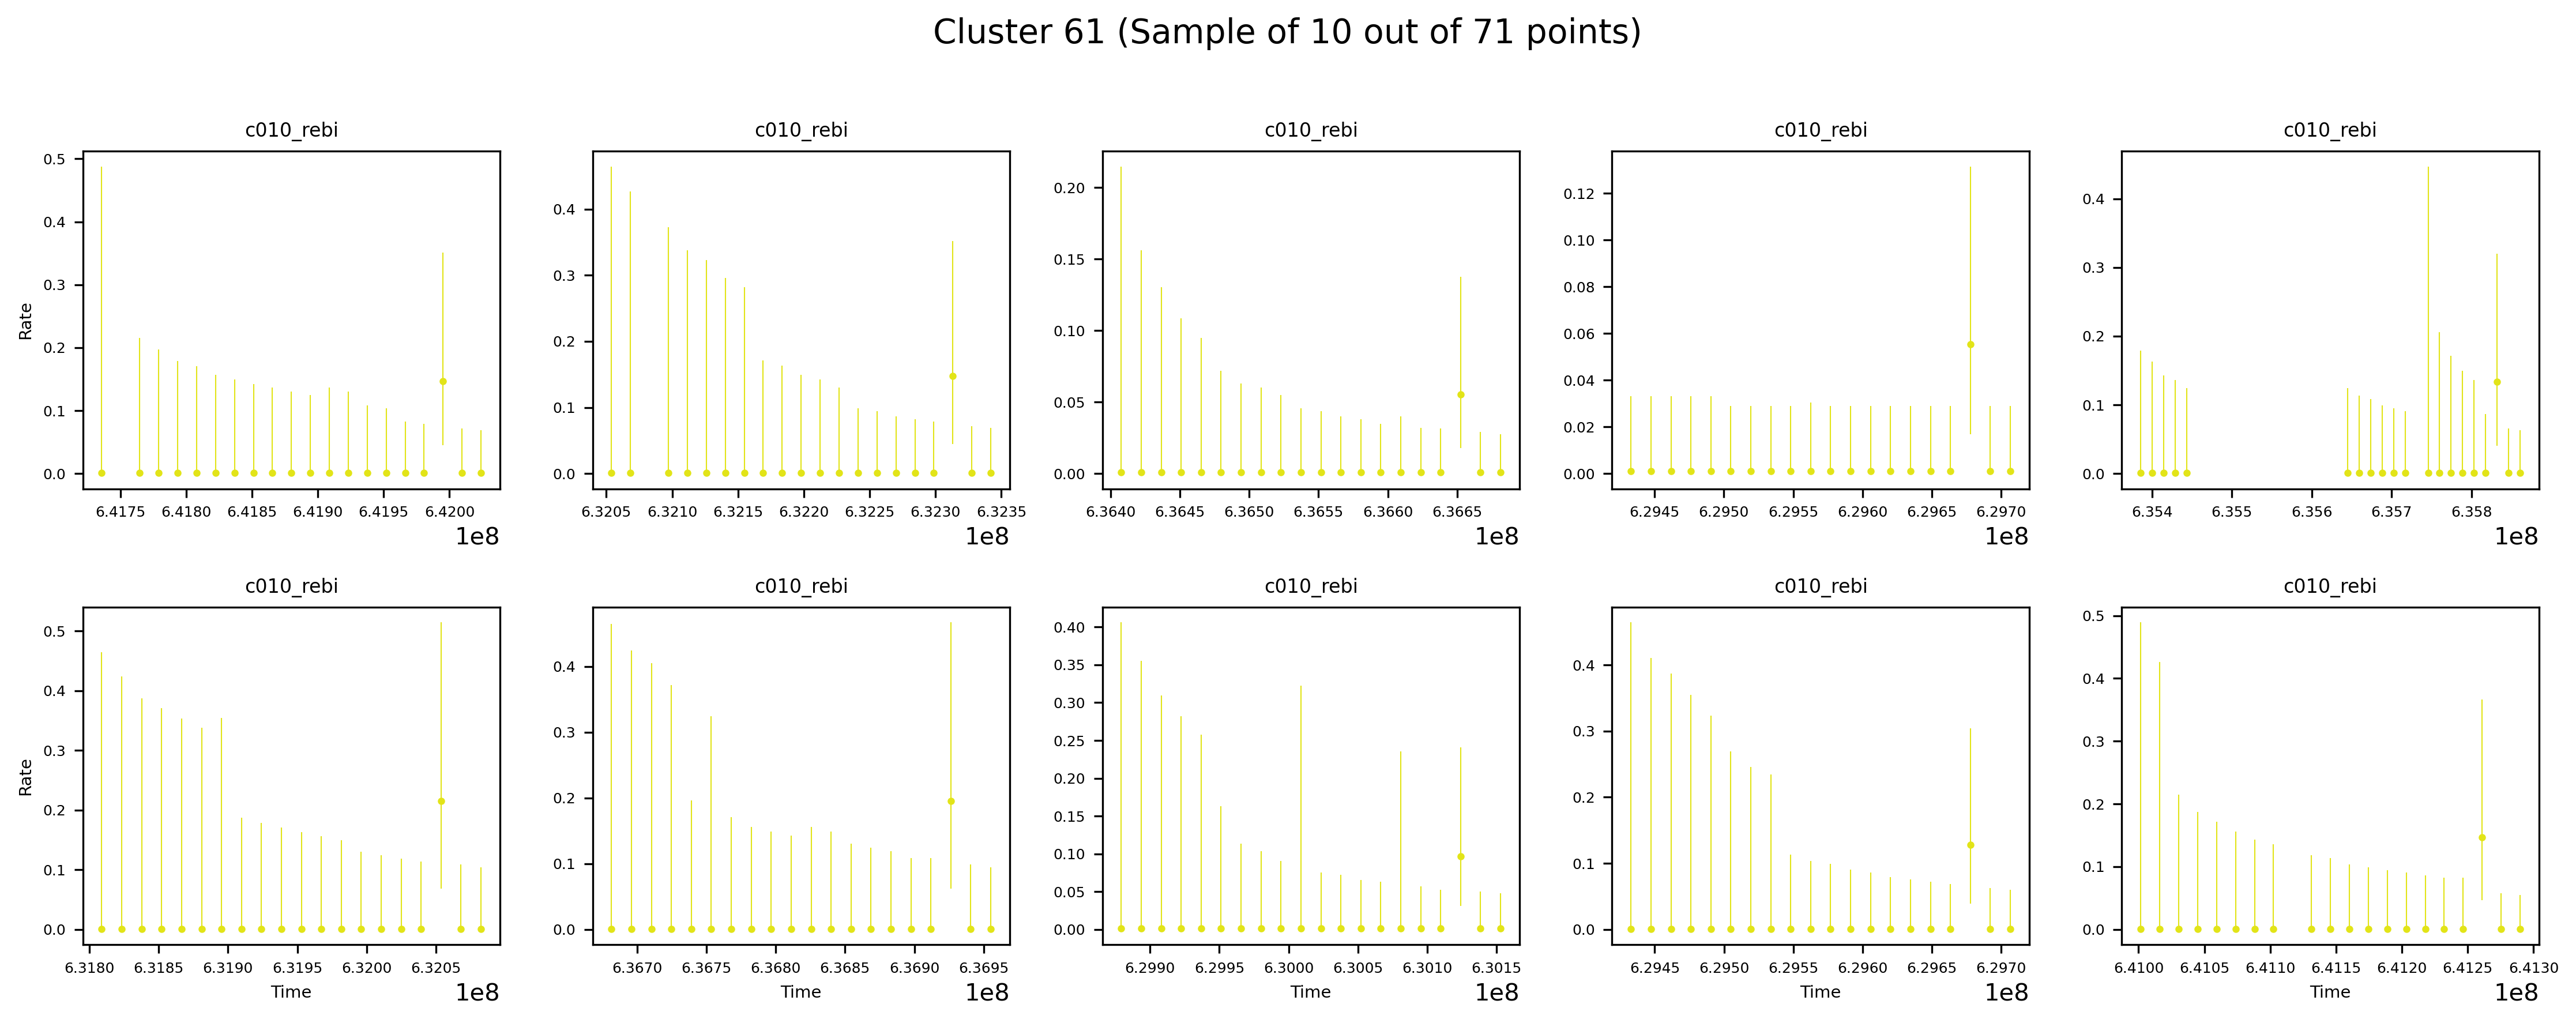 Cluster 61 (Sample of 10 out of 71 points)
c010_rebi c010_rebi c010_rebi c010_rebi c010_rebi
Rate
0.5 0.4 0.3 0.2 0.1 0.0
6.4175 6.4180 6.4185 6.4190 6.4195 6.4200
1e8
0.4 0.3 0.2 0.1 0.0
6.3205 6.3210 6.3215 6.3220 6.3225 6.3230 6.3235
1e8
0.20 0.15 0.10 0.05 0.00
6.3640 6.3645 6.3650 6.3655 6.3660 6.3665
1e8
0.12 0.10 0.08 0.06 0.04 0.02 0.00
6.2945 6.2950 6.2955 6.2960 6.2965 6.2970
1e8
0.4 0.3 0.2 0.1 0.0
6.354 6.355 6.356 6.357 6.358
1e8
c010_rebi c010_rebi c010_rebi c010_rebi c010_rebi
Rate
0.5 0.4 0.3 0.2 0.1 0.0
6.3180 6.3185 6.3190 6.3195 6.3200 6.3205
Time
1e8
0.4 0.3 0.2 0.1 0.0
6.3670 6.3675 6.3680 6.3685 6.3690 6.3695
Time
1e8
0.40 0.35 0.30 0.25 0.20 0.15 0.10 0.05 0.00
6.2990 6.2995 6.3000 6.3005 6.3010 6.3015
Time
1e8
0.4 0.3 0.2 0.1 0.0
6.2945 6.2950 6.2955 6.2960 6.2965 6.2970
Time
1e8
0.5 0.4 0.3 0.2 0.1 0.0
6.4100 6.4105 6.4110 6.4115 6.4120 6.4125 6.4130
Time
1e8